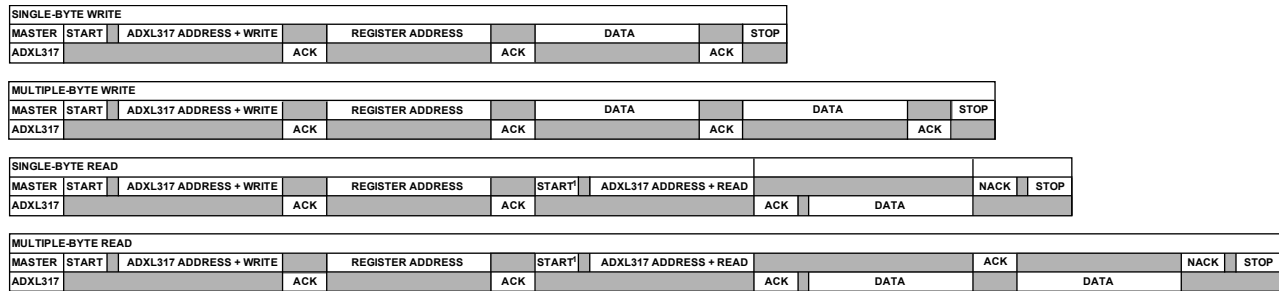 SINGLE-BYTE WRITE
MASTER START ADXL317 ADDRESS + WRITE REGISTER ADDRESS DATA STOP
ADXL317 ACK ACK ACK
MULTIPLE-BYTE WRITE
MASTER START ADXL317 ADDRESS + WRITE REGISTER ADDRESS DATA DATA STOP
ADXL317 ACK ACK ACK ACK
SINGLE-BYTE READ
MASTER START ADXL317 ADDRESS + WRITE REGISTER ADDRESS START¹ ADXL317 ADDRESS + READ NACK STOP
ADXL317 ACK ACK ACK DATA
MULTIPLE-BYTE READ
MASTER START ADXL317 ADDRESS + WRITE REGISTER ADDRESS START¹ ADXL317 ADDRESS + READ ACK NACK STOP
ADXL317 ACK ACK ACK DATA DATA